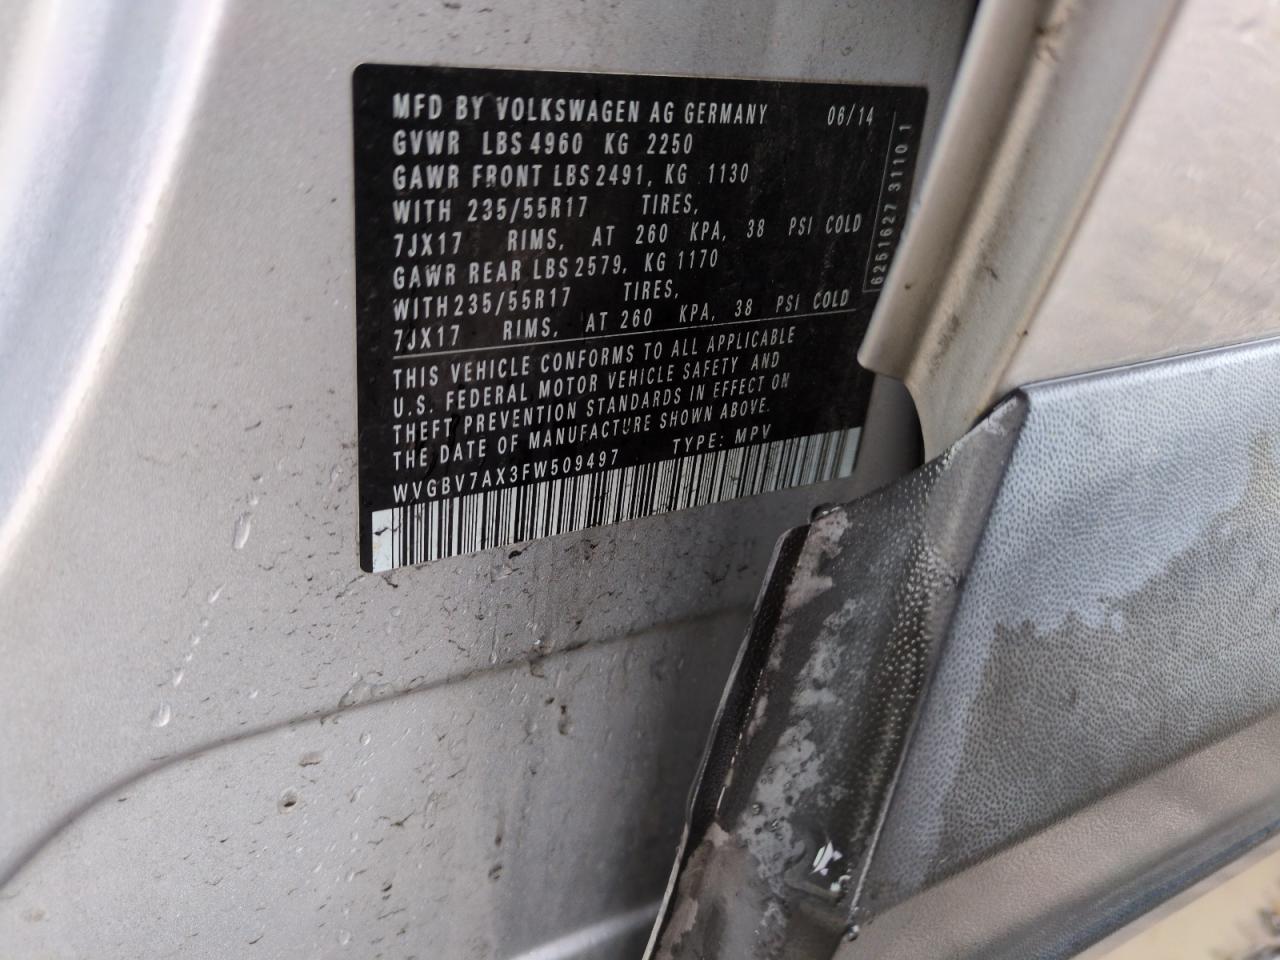 MFD BY VOLKSWAGEN AG GERMANY 06/14
GVWR LBS 4960 KG 2250
GAWR FRONT LBS 2491, KG 1130
WITH 235/55R17 TIRES,
7JX17 RIMS, AT 260 KPA, 38 PSI COLD
GAWR REAR LBS 2579, KG 1170
WITH 235/55R17 TIRES,
7JX17 RIMS, AT 260 KPA, 38 PSI COLD
THIS VEHICLE CONFORMS TO ALL APPLICABLE
U.S. FEDERAL MOTOR VEHICLE SAFETY AND
THEFT PREVENTION STANDARDS IN EFFECT ON
THE DATE OF MANUFACTURE SHOWN ABOVE.
WVGBV7AX3FW509497 TYPE: MPV
6251627 3110 1